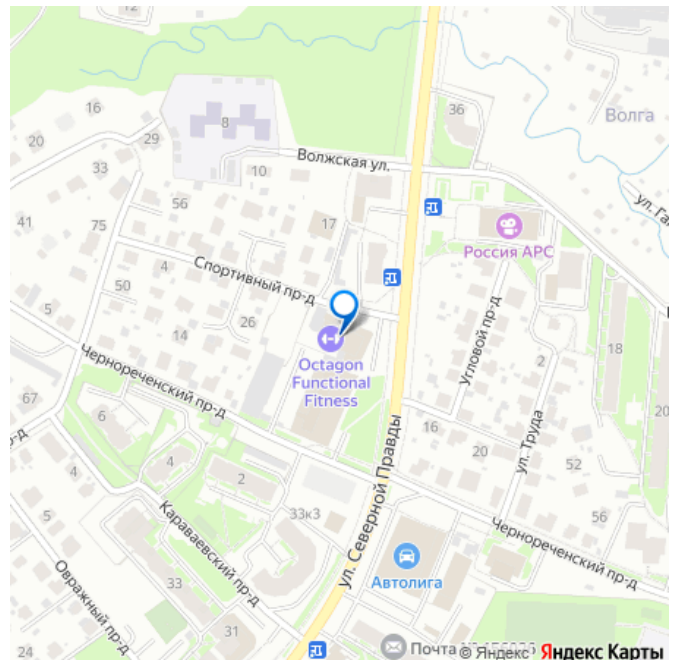 12
16
8
36
Волга
29
20
Волжская ул.
33
10
56
ул. Га
41
75
17
Россия АРС
Спортивный пр-д
4
50
5
26
14
Octagon
Functional
Fitness
Угловой пр-д
2
18
Чернореченский пр-д
67
6
16
20
20
ул. Труда
52
4
2
ул. Северной Правды
4
33к3
56
5
Чернореченский пр-д
Караваевский пр-д
Автолига
33
Овражный пр-д
31
24
Почта
© Яндекс Яндекс Карты